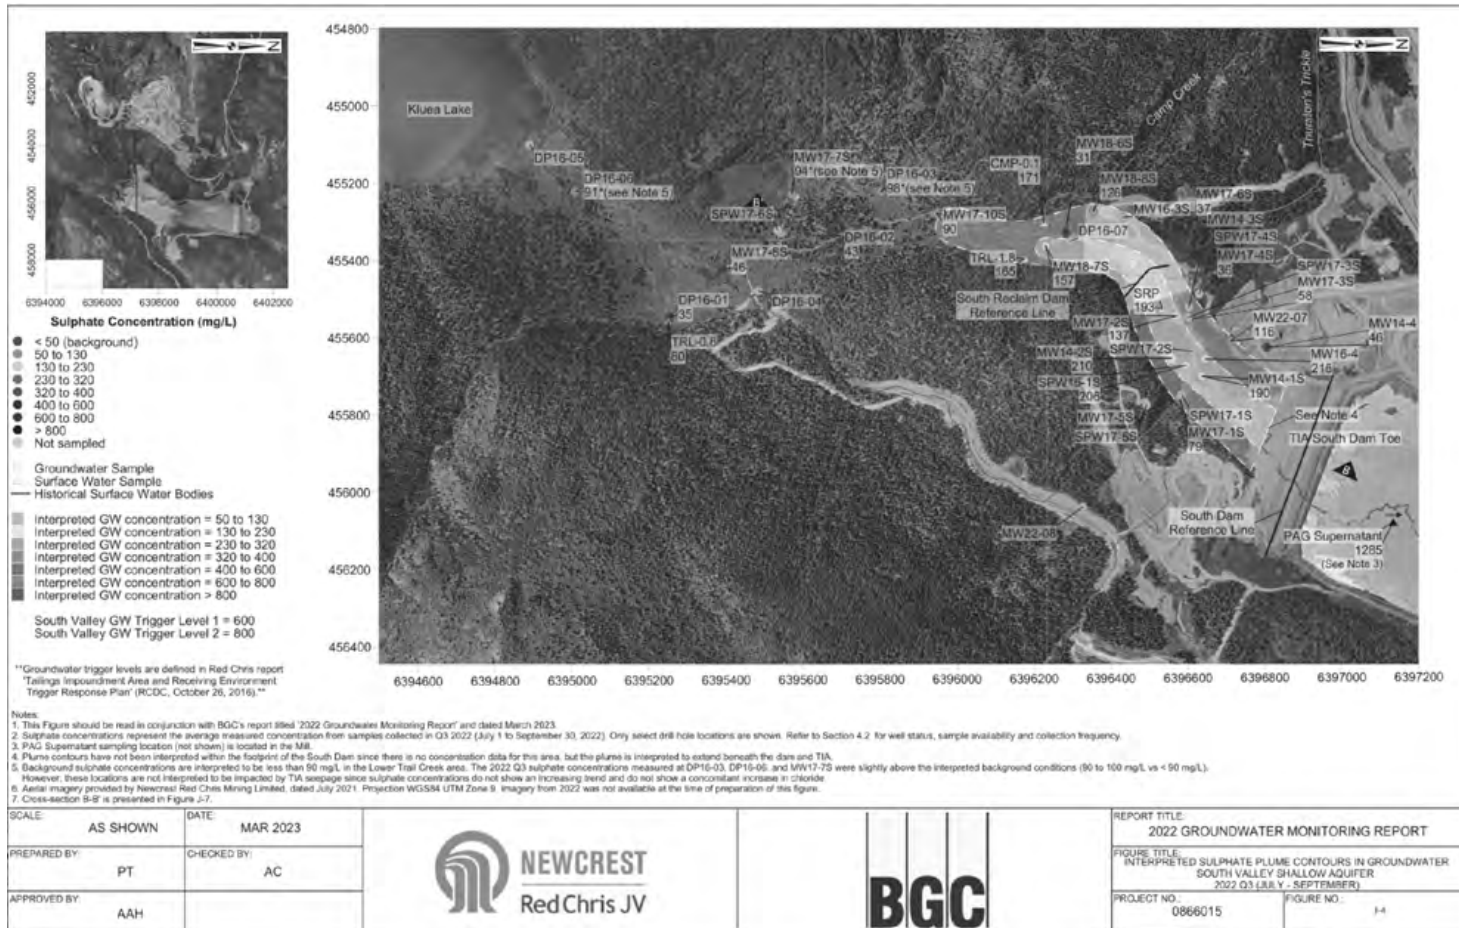 452000
454000
456000
458000
6394000
6396000
6398000
6400000
6402000
N
Sulphate Concentration (mg/L)
< 50 (background)
50 to 130
130 to 230
230 to 320
320 to 400
400 to 600
600 to 800
> 800
Not sampled
Groundwater Sample
Surface Water Sample
Historical Surface Water Bodies
Interpreted GW concentration = 50 to 130
Interpreted GW concentration = 130 to 230
Interpreted GW concentration = 230 to 320
Interpreted GW concentration = 320 to 400
Interpreted GW concentration = 400 to 600
Interpreted GW concentration = 600 to 800
Interpreted GW concentration > 800
South Valley GW Trigger Level 1 = 600
South Valley GW Trigger Level 2 = 800
**Groundwater trigger levels are defined in Red Chris report
'Tailings Impoundment Area and Receiving Environment
Trigger Response Plan' (RCDC, October 26, 2016).**
454800
455000
455200
455400
455600
455800
456000
456200
456400
6394600
6394800
6395000
6395200
6395400
6395600
6395800
6396000
6396200
6396400
6396600
6396800
6397000
6397200
N
Kluea Lake
Camp Creek
Thurston's Trickle
DP16-05
DP16-06
91*(see Note 5)
MW17-7S
94*(see Note 5)
DP16-03
98*(see Note 5)
CMP-0.1
171
MW18-6S
31
MW18-8S
126
MW17-6S
37
MW16-3S
MW14-3S
SPW17-4S
MW17-4S
36
SPW17-3S
MW17-3S
58
MW22-07
116
MW14-4
46
MW16-4
216
MW14-1S
190
B
SPW17-6S
MW17-8S
46
DP16-02
43
MW17-10S
90
DP16-07
TRL-1.8
165
MW18-7S
157
South Reclaim Dam
Reference Line
SRP
193
DP16-01
35
DP16-04
TRL-0.8
80
MW17-2S
137
SPW17-2S
MW14-2S
210
SPW16-1S
206
MW17-5S
SPW17-5S
SPW17-1S
MW17-1S
79
See Note 4
TIA South Dam Toe
B
MW22-08
South Dam
Reference Line
PAG Supernatant
1285
(See Note 3)
Notes:
1. This Figure should be read in conjunction with BGC's report titled '2022 Groundwater Monitoring Report' and dated March 2023.
2. Sulphate concentrations represent the average measured concentration from samples collected in Q3 2022 (July 1 to September 30, 2022). Only select drill hole locations are shown. Refer to Section 4.2 for well status, sample availability and collection frequency.
3. PAG Supernatant sampling location (not shown) is located in the Mill.
4. Plume contours have not been interpreted within the footprint of the South Dam since there is no concentration data for this area, but the plume is interpreted to extend beneath the dam and TIA.
5. Background sulphate concentrations are interpreted to be less than 90 mg/L in the Lower Trail Creek area. The 2022 Q3 sulphate concentrations measured at DP16-03, DP16-06, and MW17-7S were slightly above the interpreted background conditions (90 to 100 mg/L vs < 90 mg/L).
However, these locations are not interpreted to be impacted by TIA seepage since sulphate concentrations do not show an increasing trend and do not show a concomitant increase in chloride.
6. Aerial imagery provided by Newcrest Red Chris Mining Limited, dated July 2021. Projection WGS84 UTM Zone 9. Imagery from 2022 was not available at the time of preparation of this figure.
7. Cross-section B-B' is presented in Figure J-7.
SCALE:
AS SHOWN
DATE:
MAR 2023
PREPARED BY:
PT
CHECKED BY:
AC
APPROVED BY:
AAH
NEWCREST
Red Chris JV
BGC
REPORT TITLE:
2022 GROUNDWATER MONITORING REPORT
FIGURE TITLE:
INTERPRETED SULPHATE PLUME CONTOURS IN GROUNDWATER
SOUTH VALLEY SHALLOW AQUIFER
2022 Q3 (JULY - SEPTEMBER)
PROJECT NO.:
0866015
FIGURE NO.:
J-4